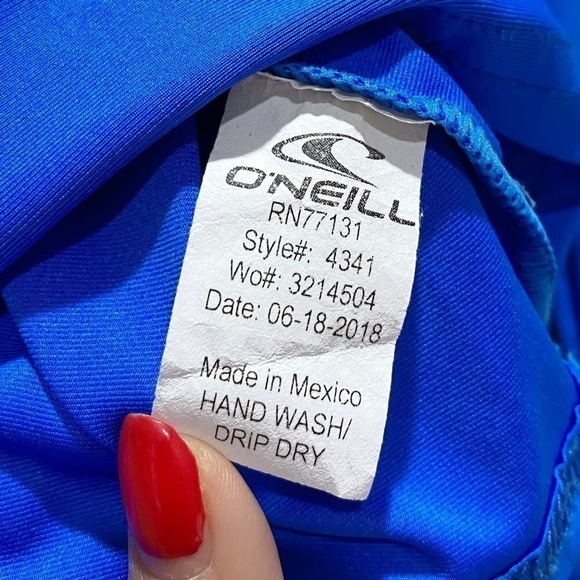 O'NEILL
RN77131
Style#: 4341
Wo#: 3214504
Date: 06-18-2018
Made in Mexico
HAND WASH/
DRIP DRY